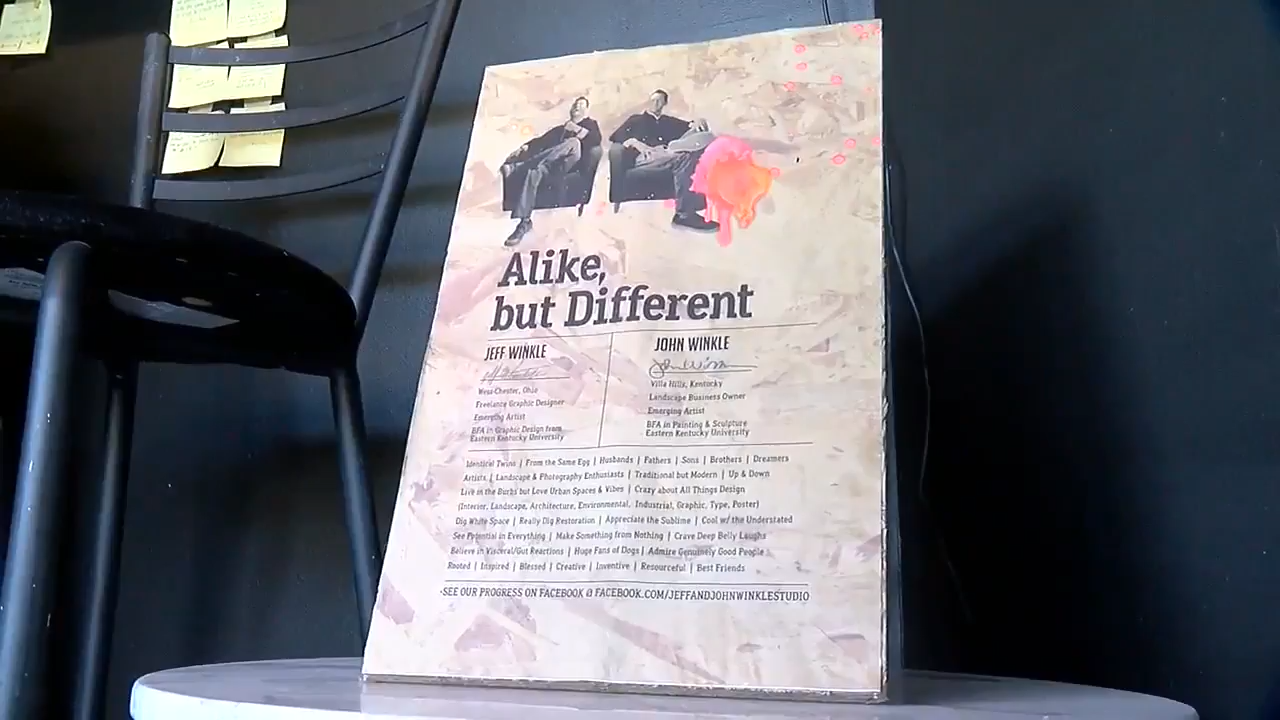 Alike,
but Different
JEFF WINKLE
West Chester, Ohio
Freelance Graphic Designer
Emerging Artist
BFA in Graphic Design from
Eastern Kentucky University
JOHN WINKLE
Villa Hills, Kentucky
Landscape Business Owner
Emerging Artist
BFA in Painting & Sculpture
Eastern Kentucky University
Identical Twins | From the Same Egg | Husbands | Fathers | Sons | Brothers | Dreamers
Artists | Landscape & Photography Enthusiasts | Traditional but Modern | Up & Down
Live in the Burbs but Love Urban Spaces & Vibes | Crazy about All Things Design
(Interior, Landscape, Architecture, Environmental, Industrial, Graphic, Type, Poster)
Dig White Space | Really Dig Restoration | Appreciate the Sublime | Cool w/ the Understated
See Potential in Everything | Make Something from Nothing | Crave Deep Belly Laughs
Believe in Visceral/Gut Reactions | Huge Fans of Dogs | Admire Genuinely Good People
Rooted | Inspired | Blessed | Creative | Inventive | Resourceful | Best Friends
SEE OUR PROGRESS ON FACEBOOK @ FACEBOOK.COM/JEFFANDJOHNWINKLESTUDIO